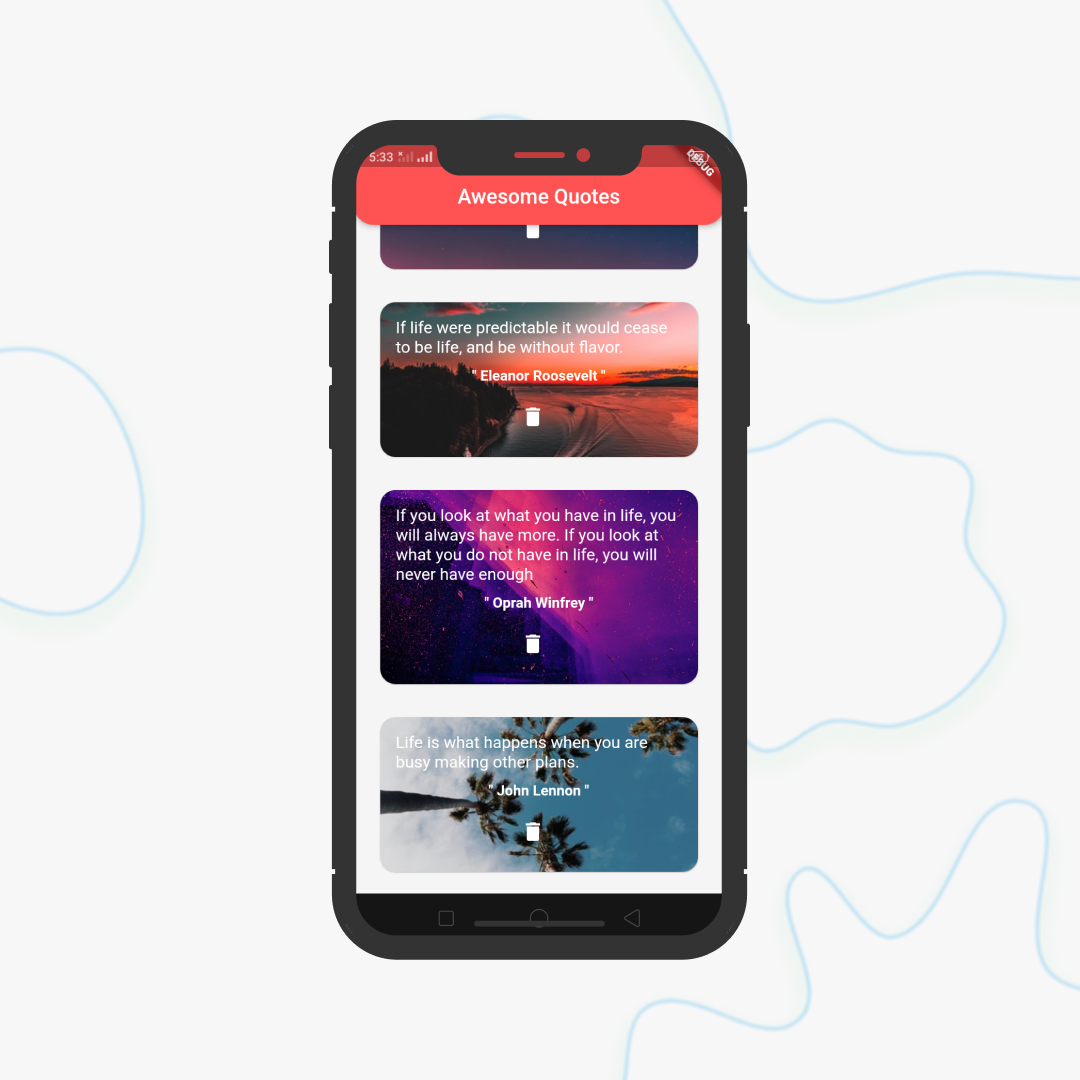 5:33
DEBUG
Awesome Quotes
If life were predictable it would cease
to be life, and be without flavor.
" Eleanor Roosevelt "
If you look at what you have in life, you
will always have more. If you look at
what you do not have in life, you will
never have enough
" Oprah Winfrey "
Life is what happens when you are
busy making other plans.
" John Lennon "